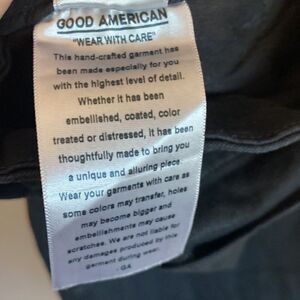 GOOD AMERICAN
"WEAR WITH CARE"
This hand-crafted garment has
been made especially for you
with the highest level of detail.
Whether it has been
embellished, coated, color
treated or distressed, it has been
thoughtfully made to bring you
a unique and alluring piece.
Wear your garments with care as
some colors may transfer, holes
may become bigger and
embellishments may cause
scratches. We are not liable for
any damages produced by this
garment during wear.
- GA